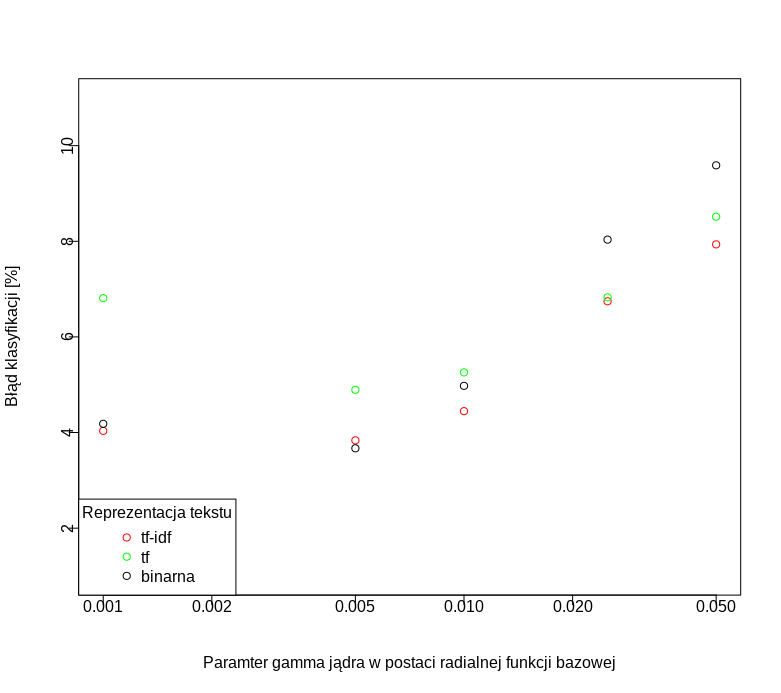 10
8
6
4
2
Błąd klasyfikacji [%]
Reprezentacja tekstu
tf-idf
tf
binarna
0.001 0.002 0.005 0.010 0.020 0.050
Paramter gamma jądra w postaci radialnej funkcji bazowej